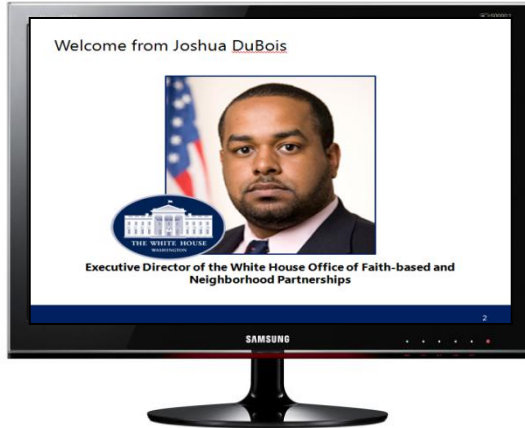 Welcome from Joshua DuBois
THE WHITE HOUSE
WASHINGTON
Executive Director of the White House Office of Faith-based and
Neighborhood Partnerships
2
SAMSUNG